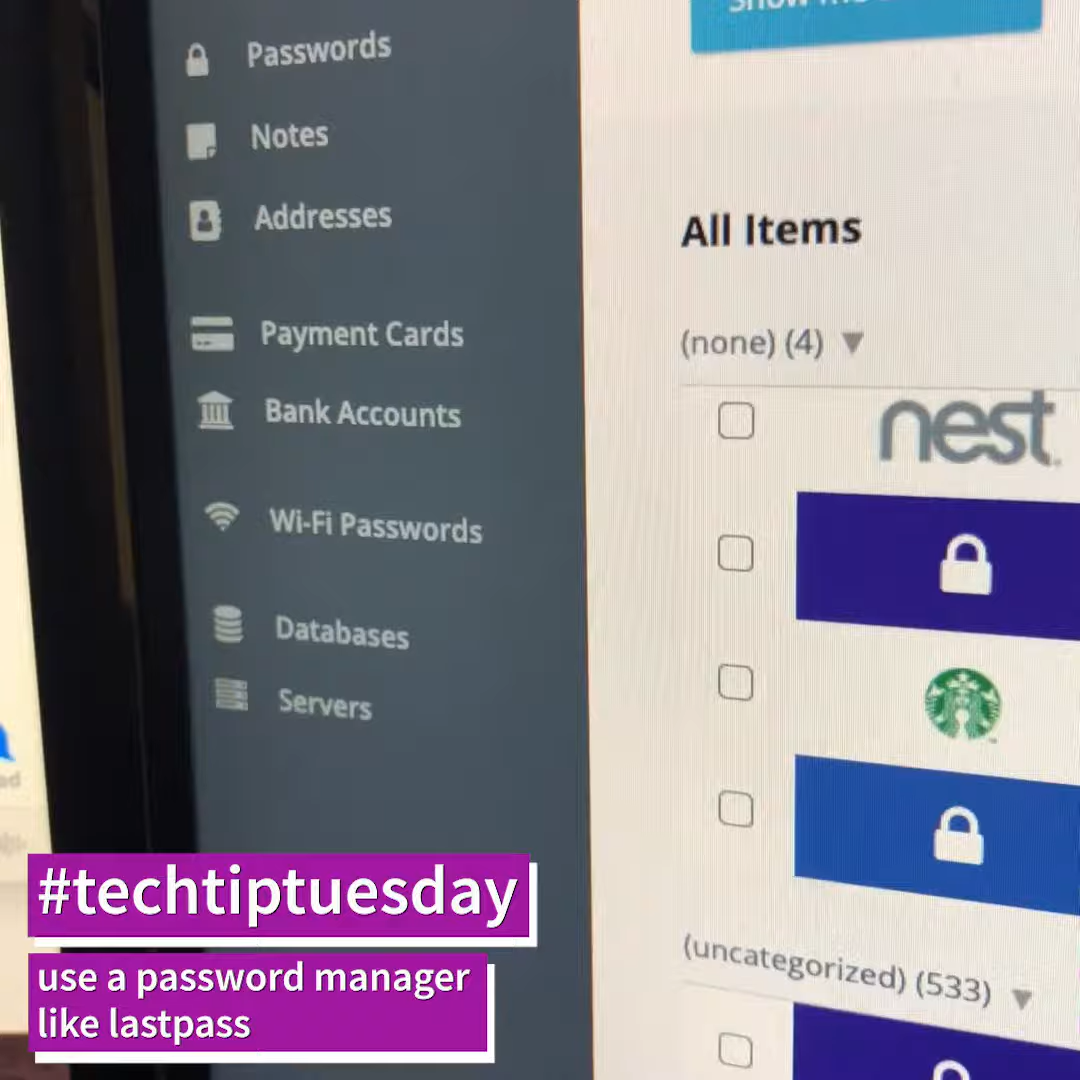 Passwords
Notes
Addresses
Payment Cards
Bank Accounts
Wi-Fi Passwords
Databases
Servers
All Items
(none) (4)
nest
(uncategorized) (533)
#techtiptuesday
use a password manager
like lastpass